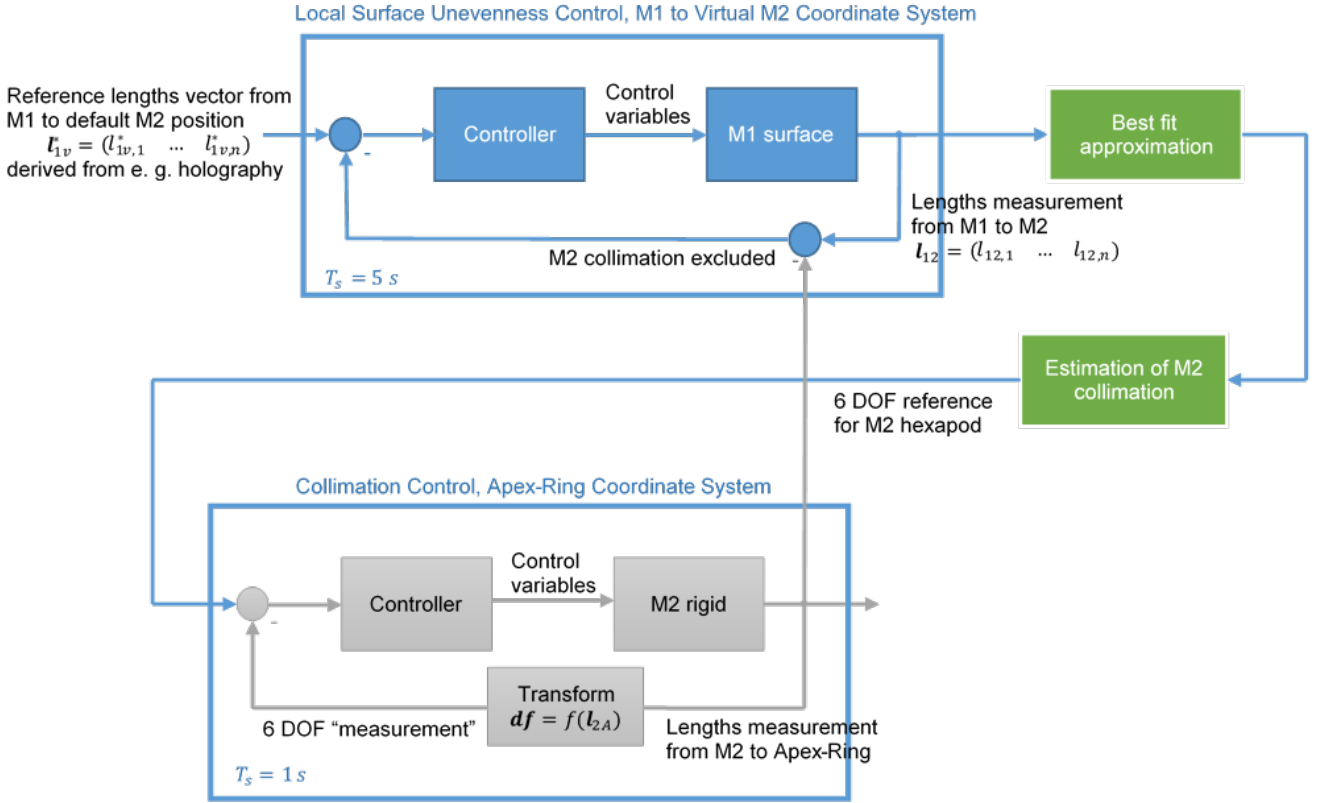 Local Surface Unevenness Control, M1 to Virtual M2 Coordinate System
Reference lengths vector from
M1 to default M2 position
𝒍*₁ᵥ = (l*₁ᵥ,₁ … l*₁ᵥ,ₙ)
derived from e. g. holography
-
Controller
Control
variables
M1 surface
Best fit
approximation
Lengths measurement
from M1 to M2
𝒍₁₂ = (l₁₂,₁ … l₁₂,ₙ)
-
M2 collimation excluded
Tₛ = 5 s
Estimation of M2
collimation
6 DOF reference
for M2 hexapod
Collimation Control, Apex-Ring Coordinate System
-
Controller
Control
variables
M2 rigid
Transform
𝒅𝒇 = f(𝒍₂A)
6 DOF “measurement”
Lengths measurement
from M2 to Apex-Ring
Tₛ = 1 s